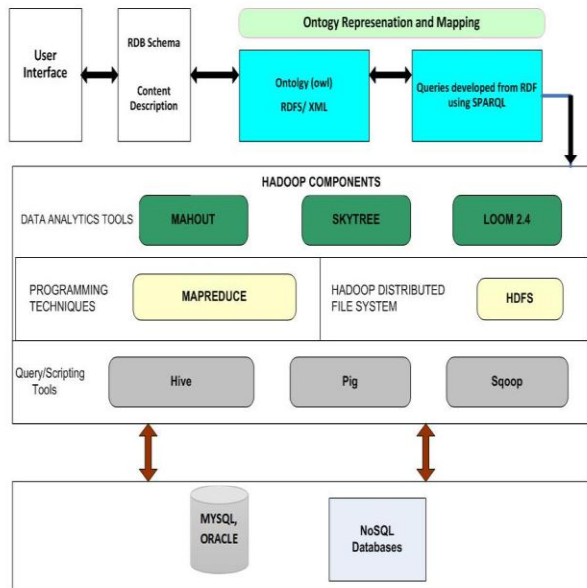 Ontogy Represenation and Mapping
User
Interface
RDB Schema
Content
Description
Ontolgy (owl)
RDFS/ XML
Queries developed from RDF
using SPARQL
HADOOP COMPONENTS
DATA ANALYTICS TOOLS
MAHOUT
SKYTREE
LOOM 2.4
PROGRAMMING
TECHNIQUES
MAPREDUCE
HADOOP DISTRIBUTED
FILE SYSTEM
HDFS
Query/Scripting
Tools
Hive
Pig
Sqoop
MYSQL,
ORACLE
NoSQL
Databases